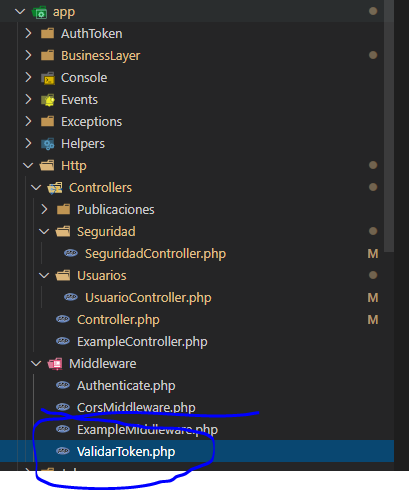 app
AuthToken
BusinessLayer
Console
Events
Exceptions
Helpers
Http
Controllers
Publicaciones
Seguridad
SeguridadController.php M
Usuarios
UsuarioController.php M
Controller.php M
ExampleController.php
Middleware
Authenticate.php
CorsMiddleware.php
ExampleMiddleware.php
ValidarToken.php